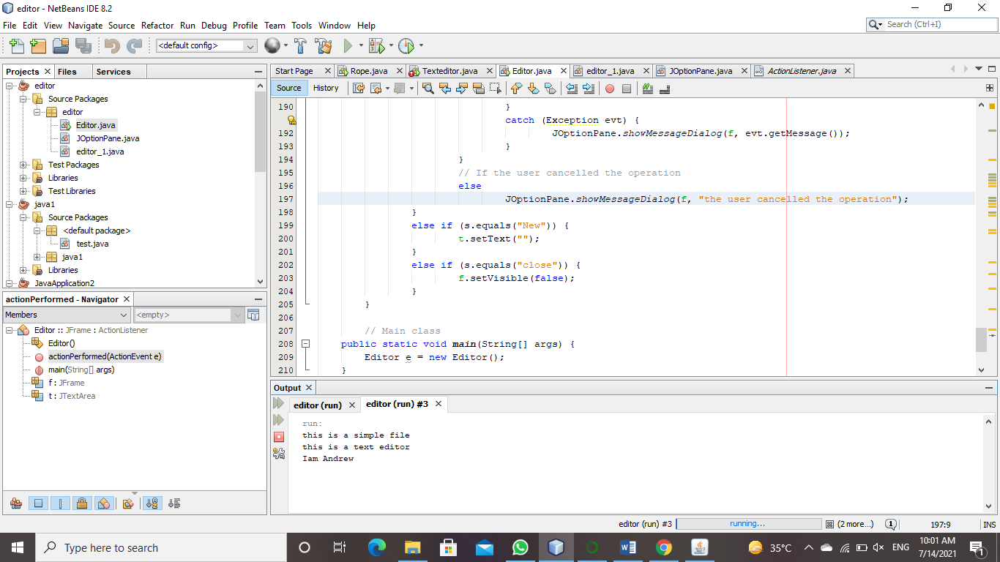 editor - NetBeans IDE 8.2
File Edit View Navigate Source Refactor Run Debug Profile Team Tools Window Help
Search (Ctrl+I)
<default config>
Projects Files Services
editor
Source Packages
editor
Editor.java
JOptionPane.java
editor_1.java
Test Packages
Libraries
Test Libraries
java1
Source Packages
<default package>
test.java
java1
Libraries
JavaApplication2
actionPerformed - Navigator
Members <empty>
Editor :: JFrame : ActionListener
Editor()
actionPerformed(ActionEvent e)
main(String[] args)
f : JFrame
t : JTextArea
Start Page Rope.java Texteditor.java Editor.java editor_1.java JOptionPane.java ActionListener.java
Source History
190 }
catch (Exception evt) {
192 JOptionPane.showMessageDialog(f, evt.getMessage());
193 }
194 }
195 // If the user cancelled the operation
196 else
197 JOptionPane.showMessageDialog(f, "the user cancelled the operation");
198 }
199 else if (s.equals("New")) {
200 t.setText("");
201 }
202 else if (s.equals("close")) {
203 f.setVisible(false);
204 }
205 }
206
207 // Main class
208 public static void main(String[] args) {
209 Editor e = new Editor();
210 }
Output
editor (run) editor (run) #3
run:
this is a simple file
this is a text editor
Iam Andrew
editor (run) #3 running... (2 more...) 1 197:9 INS
Type here to search
35°C ENG 10:01 AM
7/14/2021
1